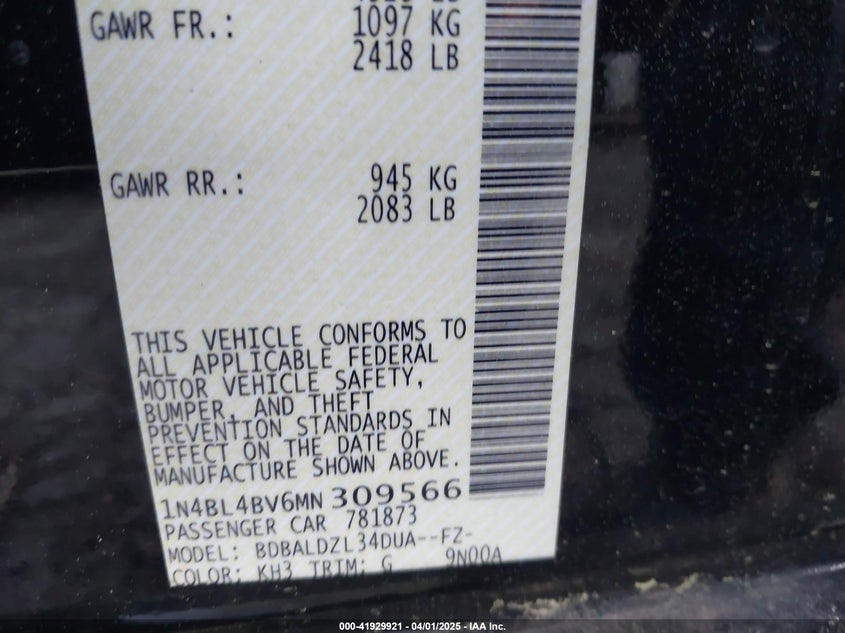 GAWR FR.: 1097 KG
2418 LB
GAWR RR.: 945 KG
2083 LB
THIS VEHICLE CONFORMS TO
ALL APPLICABLE FEDERAL
MOTOR VEHICLE SAFETY,
BUMPER, AND THEFT
PREVENTION STANDARDS IN
EFFECT ON THE DATE OF
MANUFACTURE SHOWN ABOVE.
1N4BL4BV6MN 309566
PASSENGER CAR 781873
MODEL: BDBALDZL34DUA--FZ-
9N00A
COLOR: KH3 TRIM: G
000-41929921 - 04/01/2025 - IAA Inc.